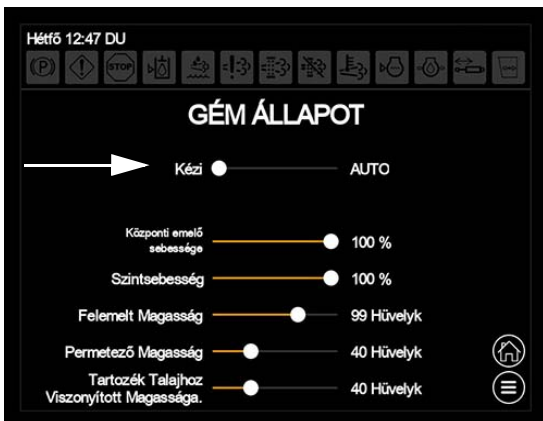 Hétfő 12:47 DU
(P) STOP
GÉM ÁLLAPOT
Kézi AUTO
Központi emelő
sebessége 100 %
Szintsebesség 100 %
Felemelt Magasság 99 Hüvelyk
Permetező Magasság 40 Hüvelyk
Tartozék Talajhoz
Viszonyított Magassága. 40 Hüvelyk